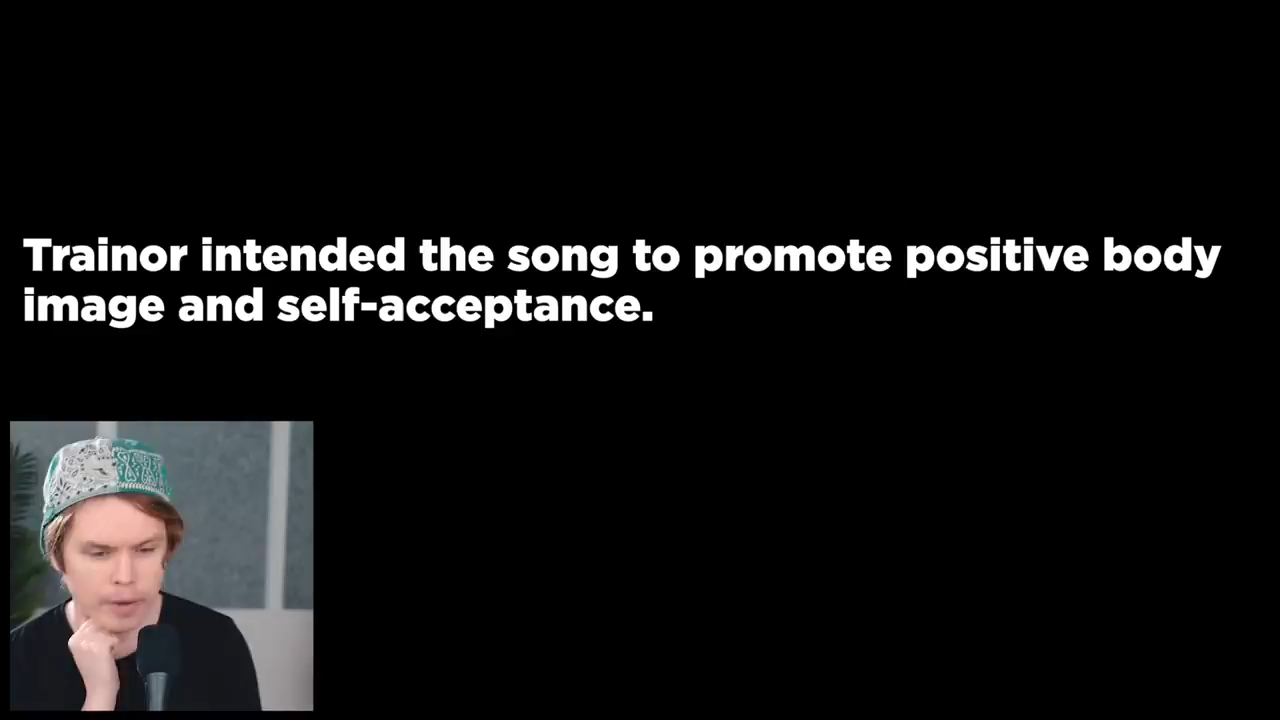 Trainor intended the song to promote positive body
image and self-acceptance.